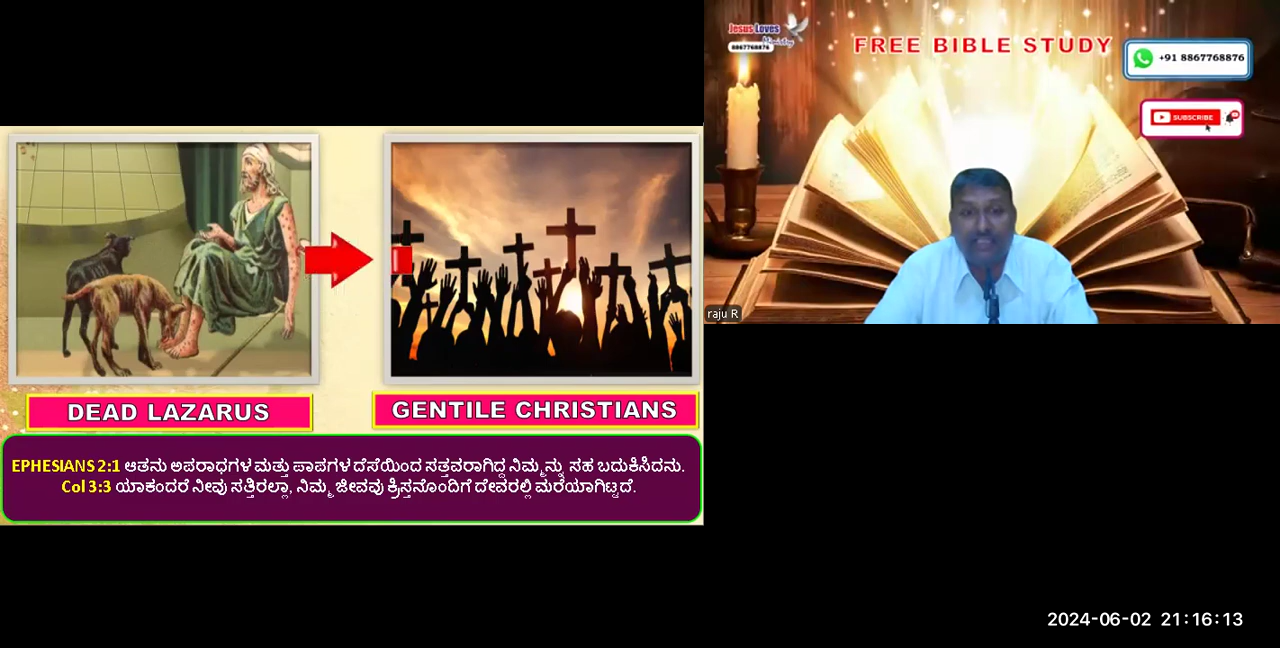 DEAD LAZARUS
GENTILE CHRISTIANS
EPHESIANS 2:1 ಆತನು ಅಪರಾಧಗಳ ಮತ್ತು ಪಾಪಗಳ ದೆಸೆಯಿಂದ ಸತ್ತವರಾಗಿದ್ದ ನಿಮ್ಮನ್ನು ಸಹ ಬದುಕಿಸಿದನು.
Col 3:3 ಯಾಕಂದರೆ ನೀವು ಸತ್ತಿರಲ್ಲಾ, ನಿಮ್ಮ ಜೀವವು ಕ್ರಿಸ್ತನೊಂದಿಗೆ ದೇವರಲ್ಲಿ ಮರೆಯಾಗಿಟ್ಟದೆ.
Jesus Loves
Ministry
8867768876
FREE BIBLE STUDY
+91 8867768876
SUBSCRIBE
raju R
2024-06-02 21:16:13